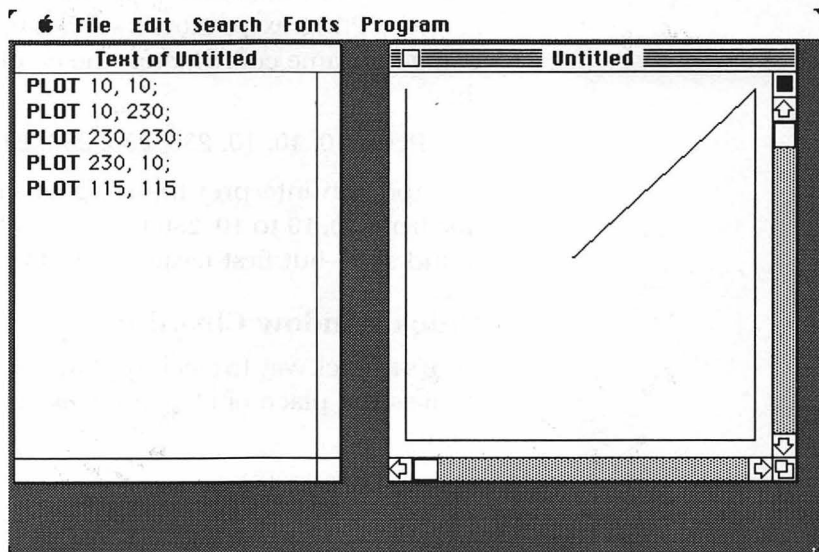 File Edit Search Fonts Program
Text of Untitled
PLOT 10, 10;
PLOT 10, 230;
PLOT 230, 230;
PLOT 230, 10;
PLOT 115, 115
Untitled